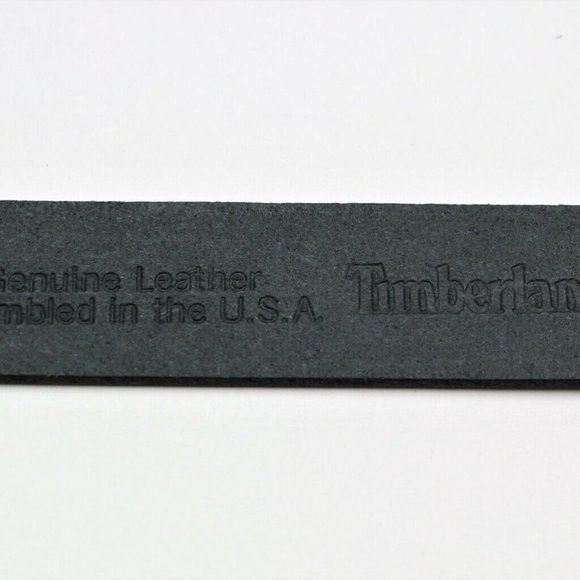 Genuine Leather
mbled in the U.S.A.
Timberlan